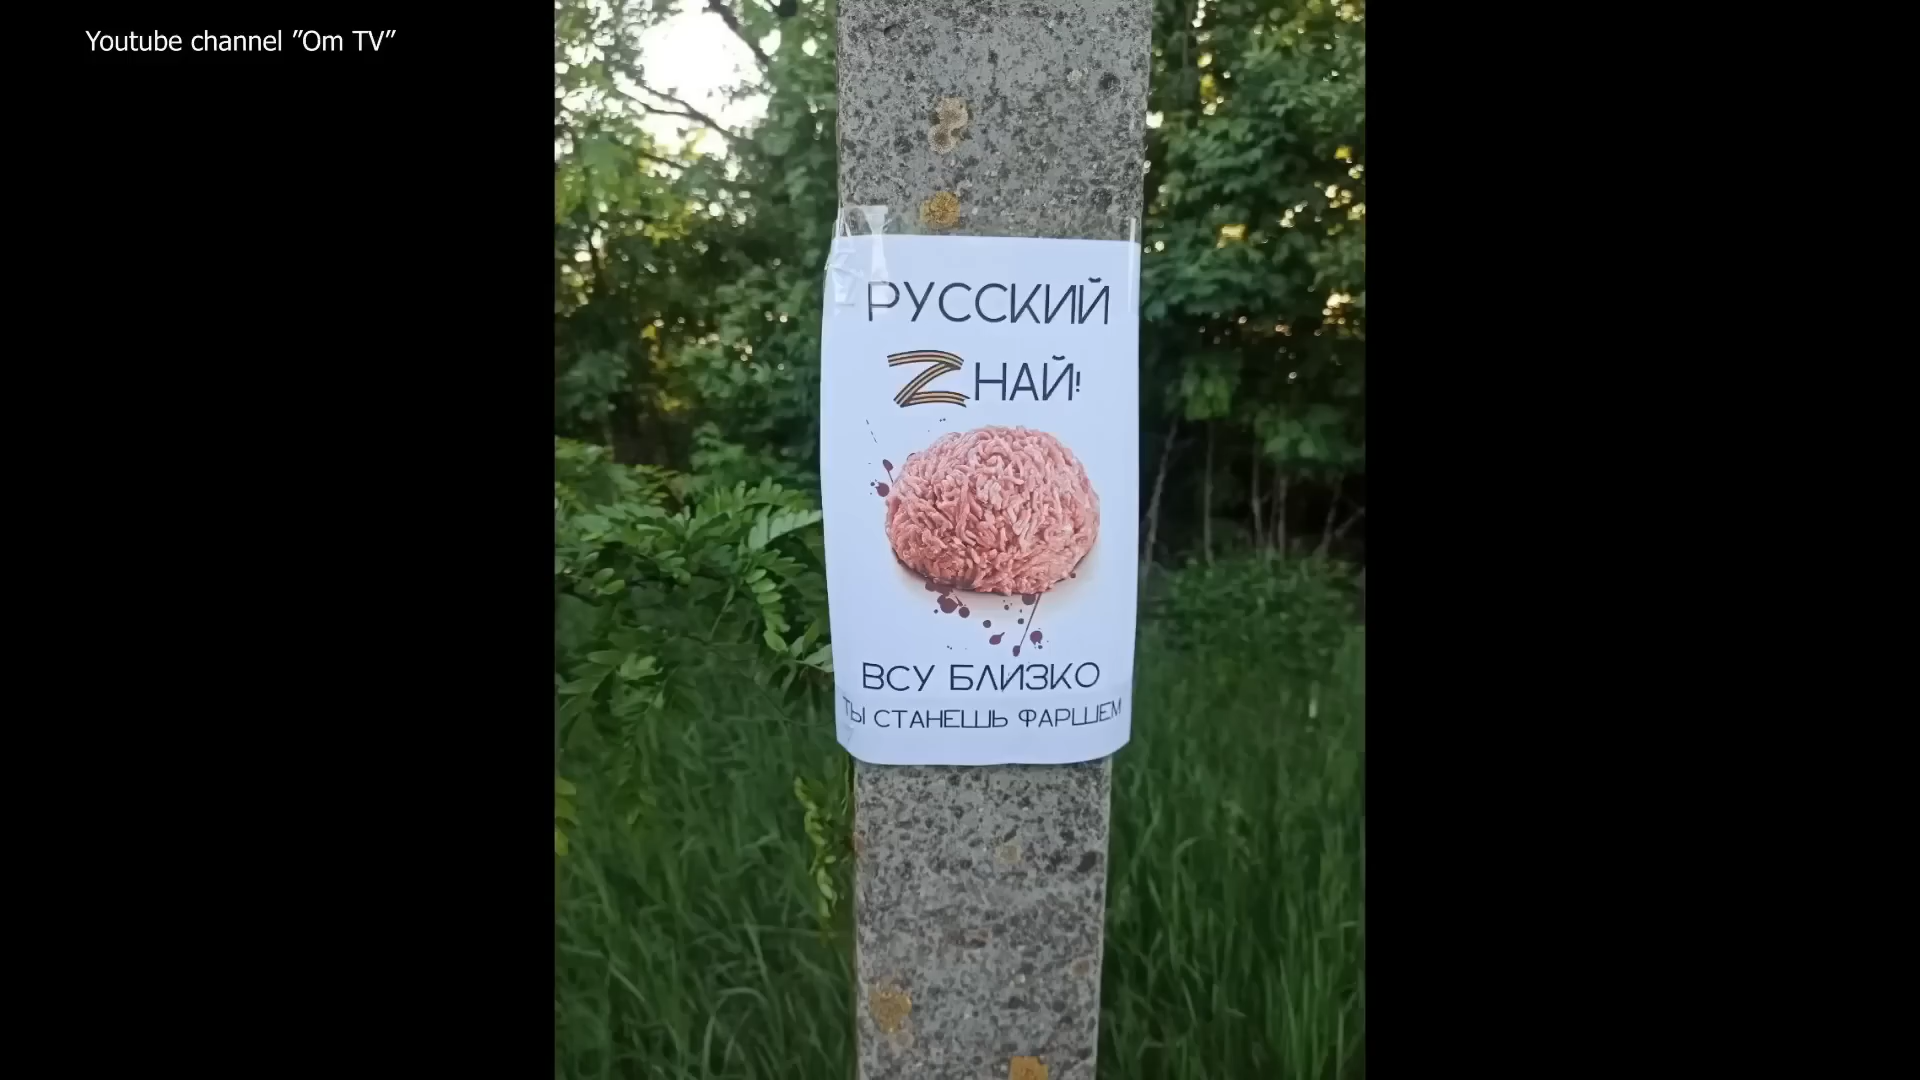 Youtube channel ”Om TV”
РУССКИЙ
ZНАЙ!
ВСУ БЛИЗКО
ТЫ СТАНЕШЬ ФАРШЕМ